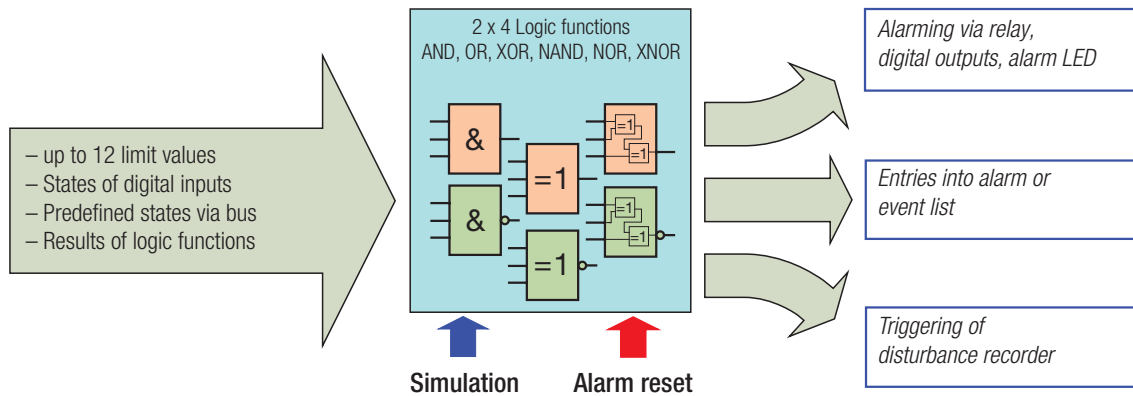 2 x 4 Logic functions
AND, OR, XOR, NAND, NOR, XNOR
– up to 12 limit values
– States of digital inputs
– Predefined states via bus
– Results of logic functions
&
=1
=1
=1
&
=1
=1
=1
Simulation
Alarm reset
Alarming via relay,
digital outputs, alarm LED
Entries into alarm or
event list
Triggering of
disturbance recorder